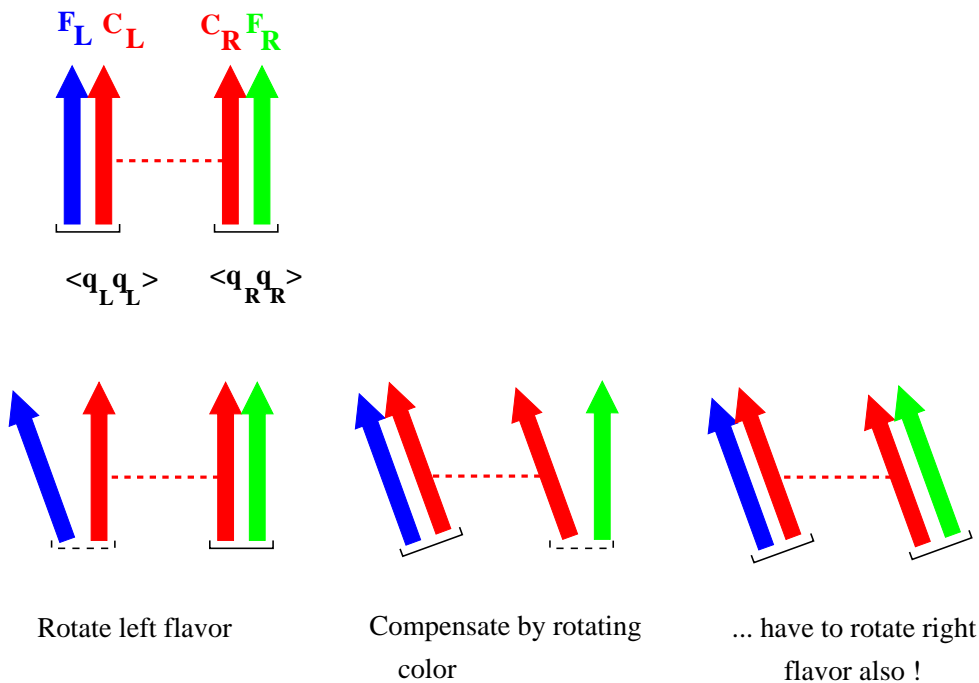 F_L C_L C_R F_R
<q_L q_L> <q_R q_R>
Rotate left flavor
Compensate by rotating
color
... have to rotate right
flavor also !